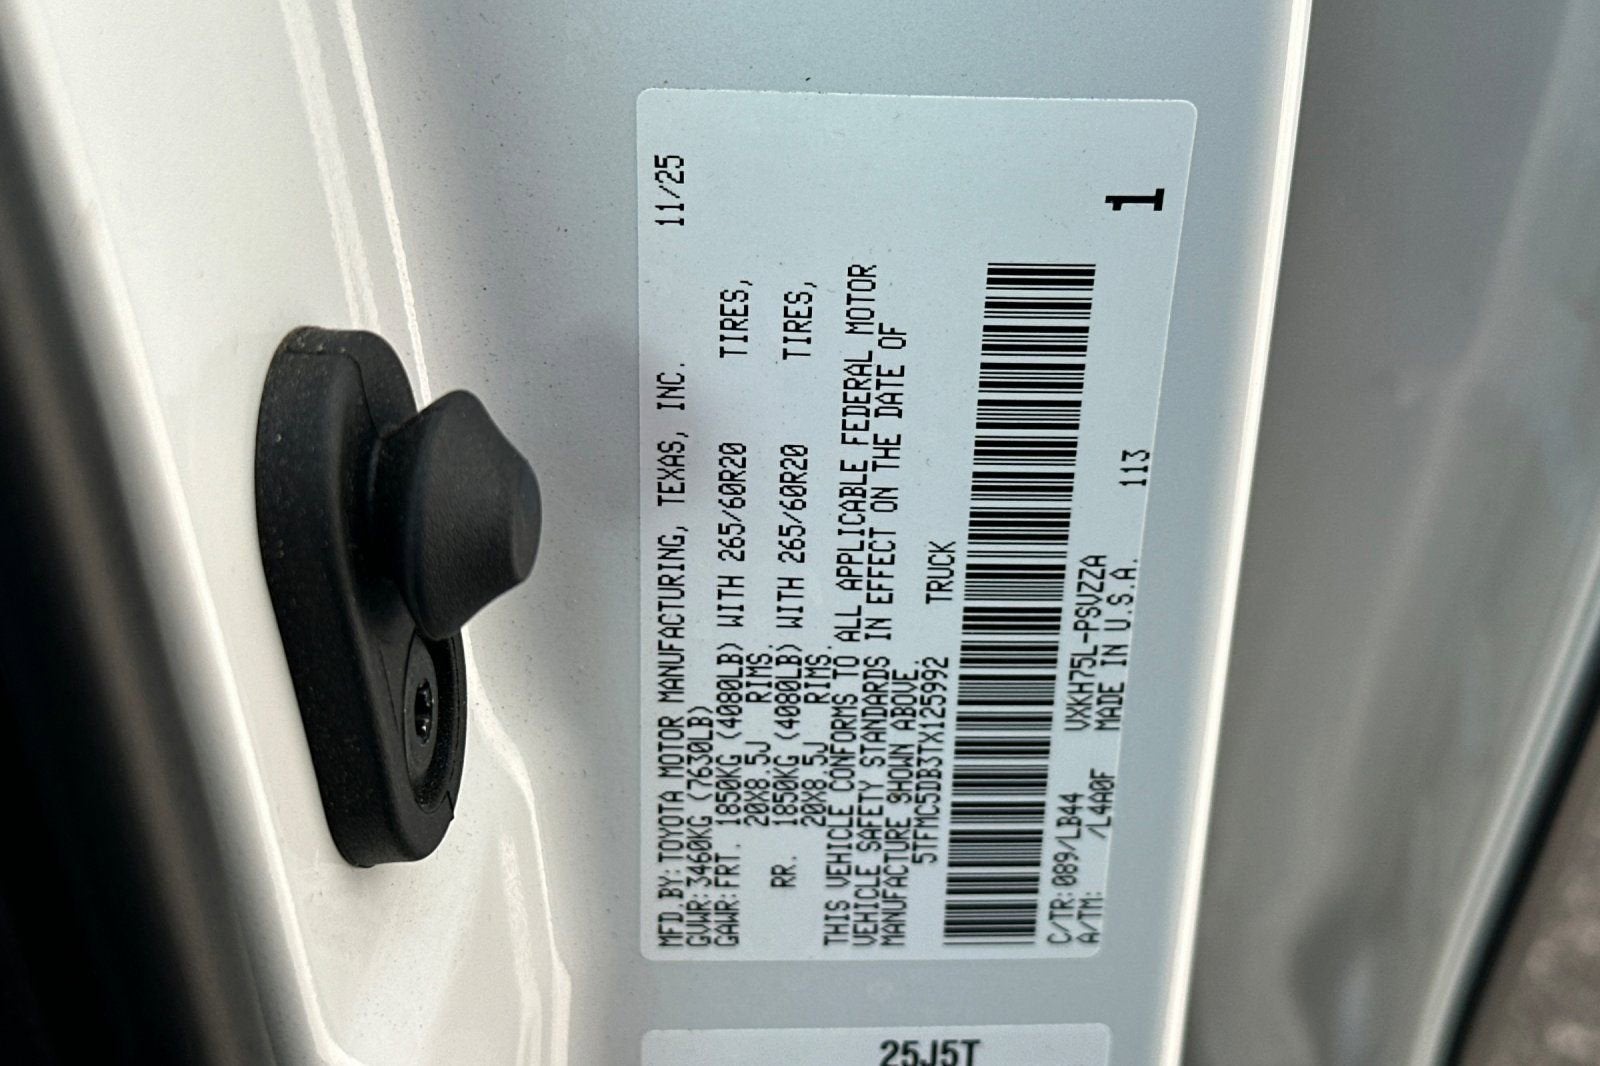 MFD.BY:TOYOTA MOTOR MANUFACTURING, TEXAS, INC. 11/25
GVWR:3460KG (7630LB)
GAWR:FRT. 1850KG (4080LB) WITH 265/60R20 TIRES,
20X8.5J RIMS.
RR. 1850KG (4080LB) WITH 265/60R20 TIRES,
20X8.5J RIMS.
THIS VEHICLE CONFORMS TO ALL APPLICABLE FEDERAL MOTOR
VEHICLE SAFETY STANDARDS IN EFFECT ON THE DATE OF
MANUFACTURE SHOWN ABOVE.
5TFMC5DB3TX125992 TRUCK
C/TR:089/LB44 VXKH75L-PSVZZA
A/TM: /L4A0F MADE IN U.S.A. 113
1
25J5T